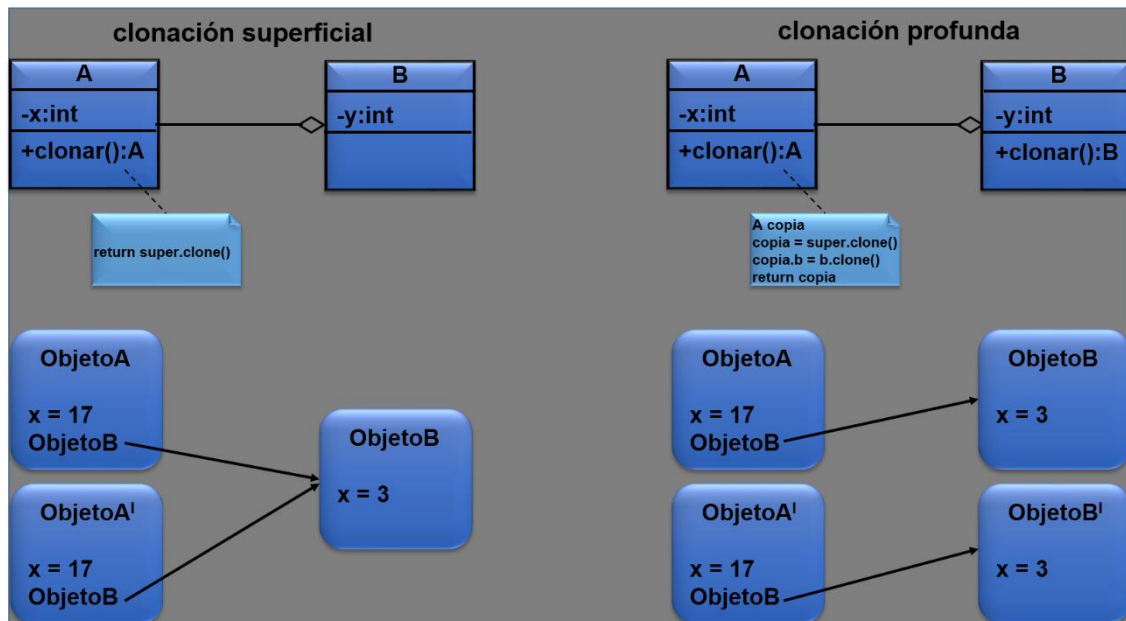 clonación superficial
A
-x:int
+clonar():A
B
-y:int
return super.clone()
ObjetoA
x = 17
ObjetoB
ObjetoAᴵ
x = 17
ObjetoB
ObjetoB
x = 3
clonación profunda
A
-x:int
+clonar():A
B
-y:int
+clonar():B
A copia
copia = super.clone()
copia.b = b.clone()
return copia
ObjetoA
x = 17
ObjetoB
ObjetoB
x = 3
ObjetoAᴵ
x = 17
ObjetoB
ObjetoBᴵ
x = 3